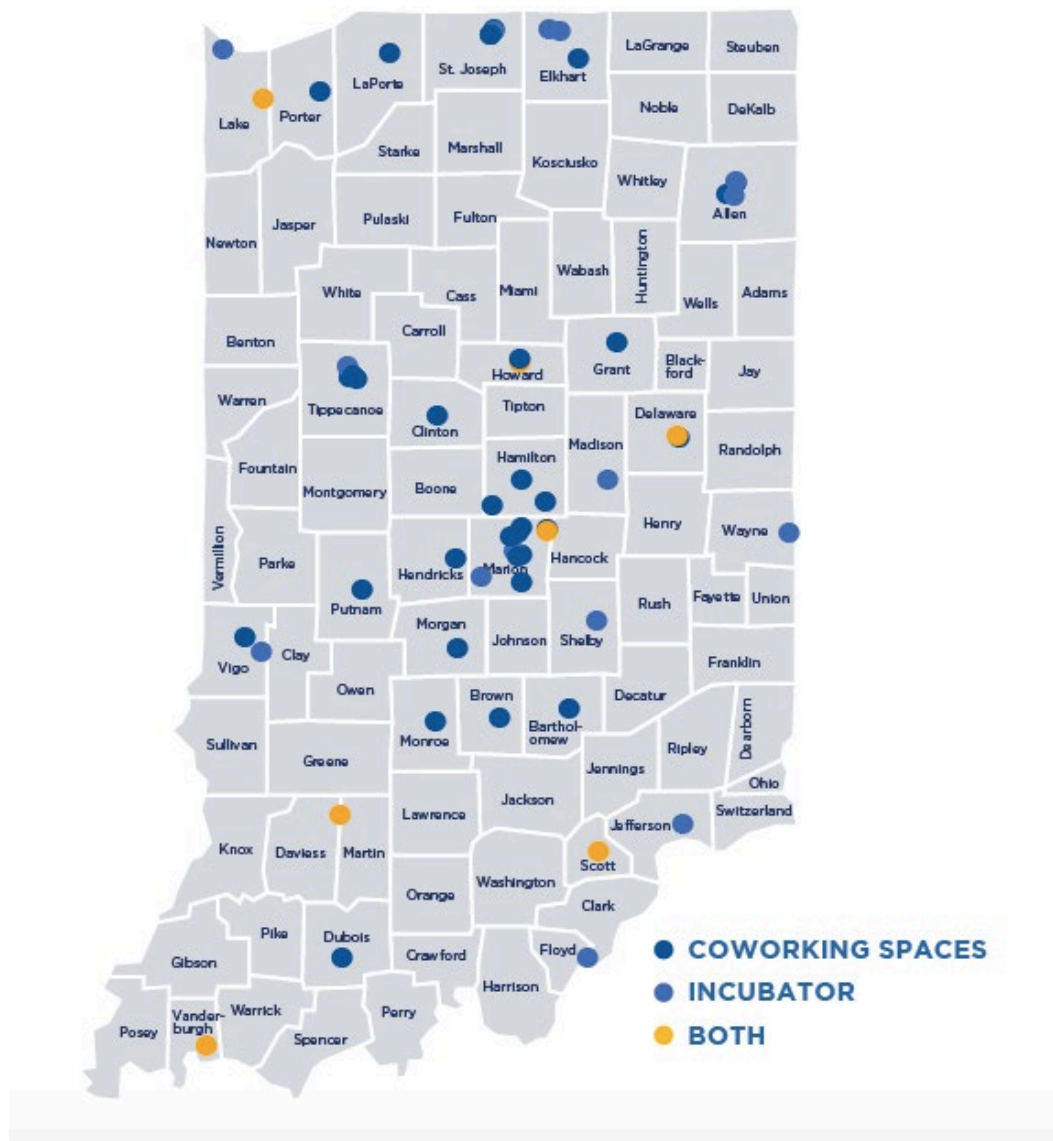 LaGrange
Steuben
St. Joseph
Elkhart
LaPorte
Noble
DeKalb
Lake
Porter
Starke
Marshall
Kosciusko
Whitley
Allen
Newton
Jasper
Pulaski
Fulton
White
Cass
Miami
Wabash
Huntington
Wells
Adams
Benton
Carroll
Howard
Grant
Black-
ford
Jay
Warren
Tippecanoe
Clinton
Tipton
Delaware
Madison
Randolph
Fountain
Montgomery
Boone
Hamilton
Henry
Wayne
Vermillion
Parke
Hendricks
Marion
Hancock
Putnam
Rush
Fayette
Union
Morgan
Johnson
Shelby
Vigo
Clay
Franklin
Owen
Brown
Decatur
Monroe
Barthol-
omew
Dearborn
Sullivan
Greene
Jennings
Ripley
Ohio
Lawrence
Jackson
Jefferson
Switzerland
Knox
Daviess
Martin
Scott
Washington
Orange
Clark
Pike
Dubois
Gibson
Crawford
Floyd
Harrison
Posey
Vander-
burgh
Warrick
Spencer
Perry
COWORKING SPACES
INCUBATOR
BOTH